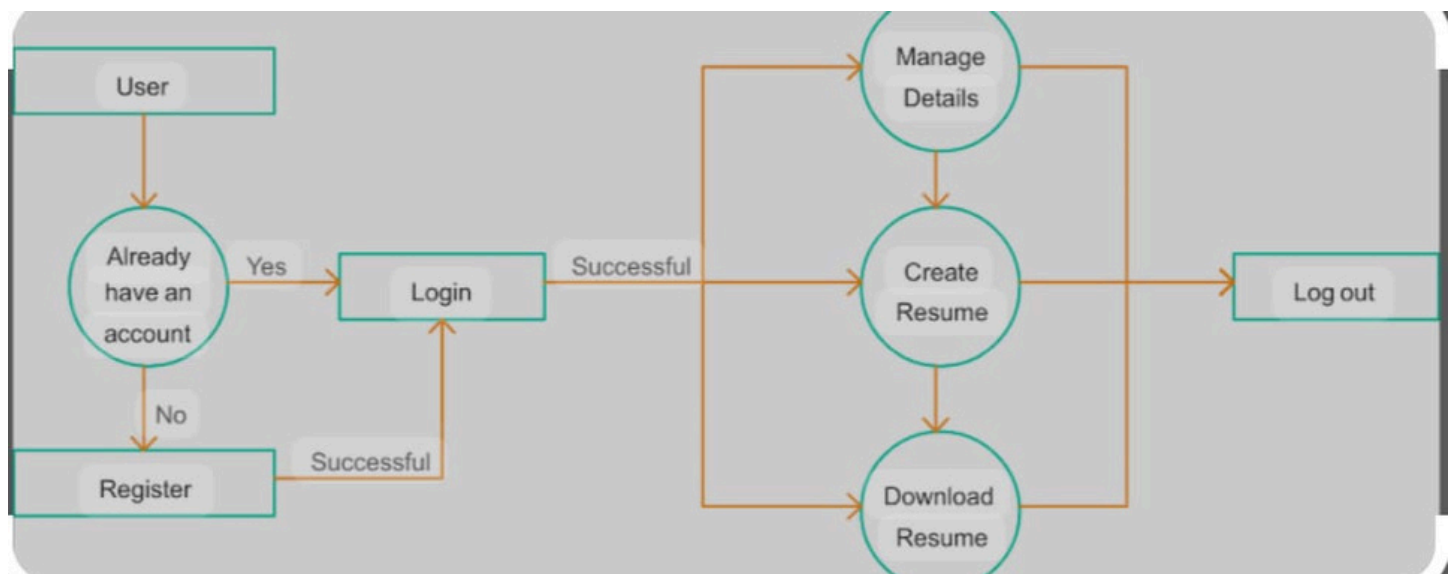 User
Already
have an
account
Yes
No
Register
Successful
Login
Successful
Manage
Details
Create
Resume
Download
Resume
Log out